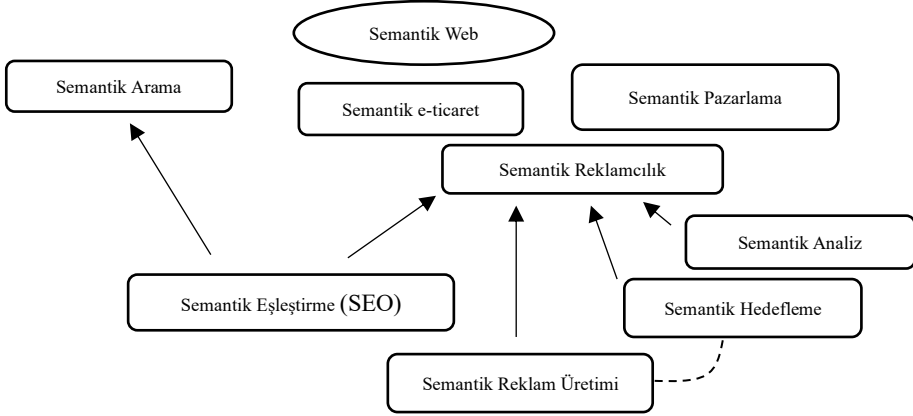 Semantik Web
Semantik Arama
Semantik e-ticaret
Semantik Pazarlama
Semantik Reklamcılık
Semantik Analiz
Semantik Eşleştirme (SEO)
Semantik Hedefleme
Semantik Reklam Üretimi